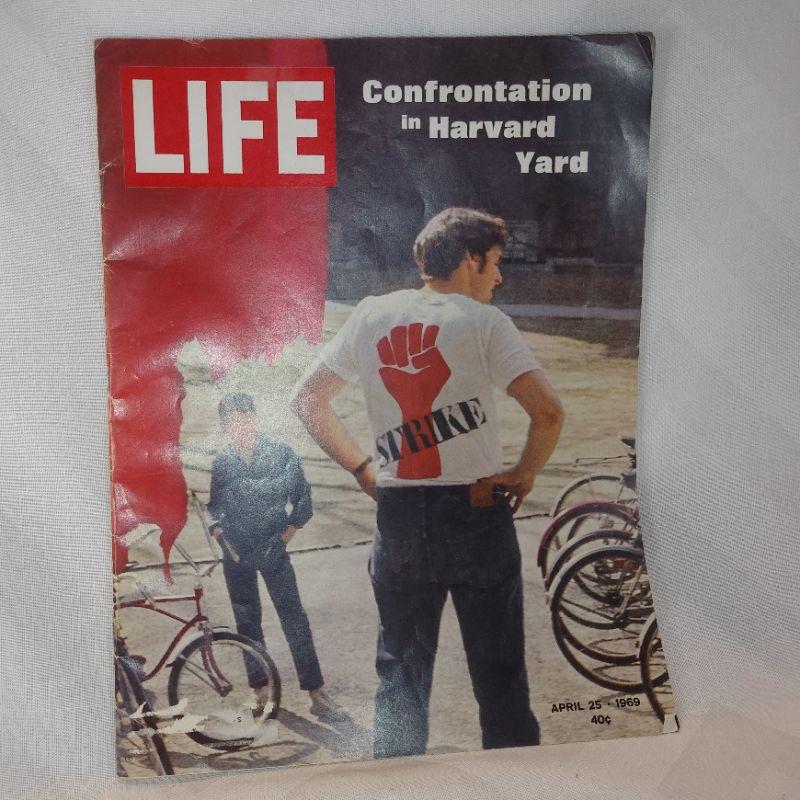 LIFE
Confrontation
in Harvard
Yard
STRIKE
APRIL 25 · 1969
40¢